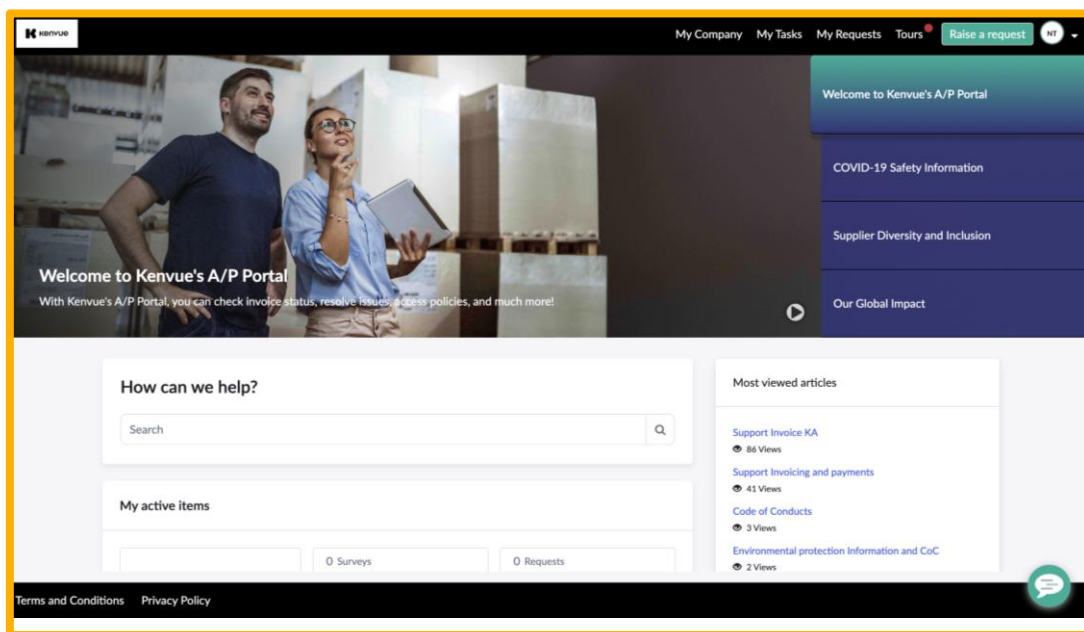 Kenvue
My Company My Tasks My Requests Tours Raise a request NT
Welcome to Kenvue's A/P Portal
With Kenvue's A/P Portal, you can check invoice status, resolve issues, access policies, and much more!
Welcome to Kenvue's A/P Portal
COVID-19 Safety Information
Supplier Diversity and Inclusion
Our Global Impact
How can we help?
Search
My active items
0 Surveys
0 Requests
Most viewed articles
Support Invoice KA
86 Views
Support Invoicing and payments
41 Views
Code of Conducts
3 Views
Environmental protection Information and CoC
2 Views
Terms and Conditions Privacy Policy